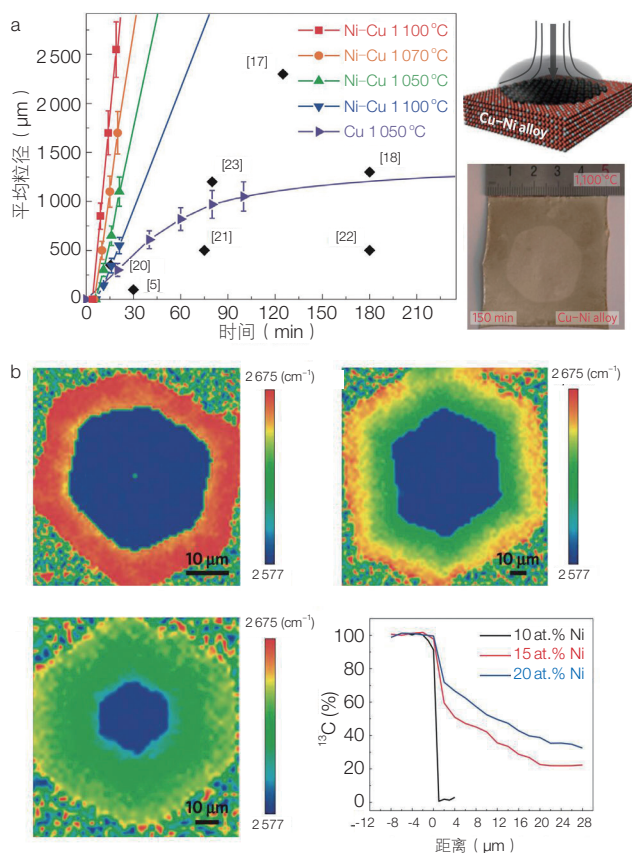 a
平均粒径(μm)
2 500
2 000
1 500
1000
500
0
0
30
60
90
120
150
180
210
时间(min)
Ni–Cu 1 100 °C
Ni–Cu 1 070 °C
Ni–Cu 1 050 °C
Ni–Cu 1 100 °C
Cu 1 050 °C
[17]
[23]
[18]
[21]
[22]
[20]
[5]
Cu–Ni alloy
1 2 3 4 5
1,100 °C
150 min
Cu–Ni alloy
b
2 675 (cm⁻¹)
10 μm
2 577
2 675 (cm⁻¹)
10 μm
2 577
2 675 (cm⁻¹)
10 μm
2 577
¹³C (%)
100
80
60
40
20
0
10 at.% Ni
15 at.% Ni
20 at.% Ni
-12 -8 -4 0 4 8 12 16 20 24 28
距离(μm)